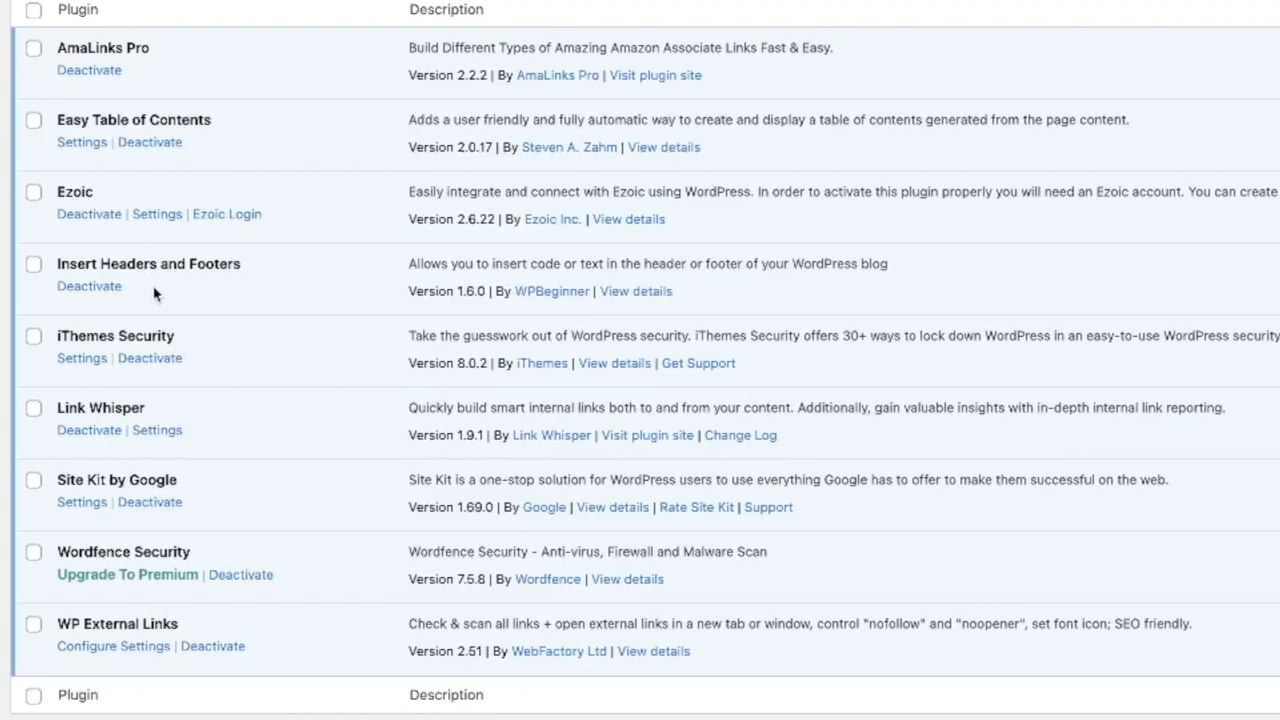 Plugin Description
AmaLinks Pro Build Different Types of Amazing Amazon Associate Links Fast & Easy.
Deactivate Version 2.2.2 | By AmaLinks Pro | Visit plugin site
Easy Table of Contents Adds a user friendly and fully automatic way to create and display a table of contents generated from the page content.
Settings | Deactivate Version 2.0.17 | By Steven A. Zahm | View details
Ezoic Easily integrate and connect with Ezoic using WordPress. In order to activate this plugin properly you will need an Ezoic account. You can create
Deactivate | Settings | Ezoic Login Version 2.6.22 | By Ezoic Inc. | View details
Insert Headers and Footers Allows you to insert code or text in the header or footer of your WordPress blog
Deactivate Version 1.6.0 | By WPBeginner | View details
iThemes Security Take the guesswork out of WordPress security. iThemes Security offers 30+ ways to lock down WordPress in an easy-to-use WordPress security
Settings | Deactivate Version 8.0.2 | By iThemes | View details | Get Support
Link Whisper Quickly build smart internal links both to and from your content. Additionally, gain valuable insights with in-depth internal link reporting.
Deactivate | Settings Version 1.9.1 | By Link Whisper | Visit plugin site | Change Log
Site Kit by Google Site Kit is a one-stop solution for WordPress users to use everything Google has to offer to make them successful on the web.
Settings | Deactivate Version 1.69.0 | By Google | View details | Rate Site Kit | Support
Wordfence Security Wordfence Security - Anti-virus, Firewall and Malware Scan
Upgrade To Premium | Deactivate Version 7.5.8 | By Wordfence | View details
WP External Links Check & scan all links + open external links in a new tab or window, control "nofollow" and "noopener", set font icon; SEO friendly.
Configure Settings | Deactivate Version 2.51 | By WebFactory Ltd | View details
Plugin Description